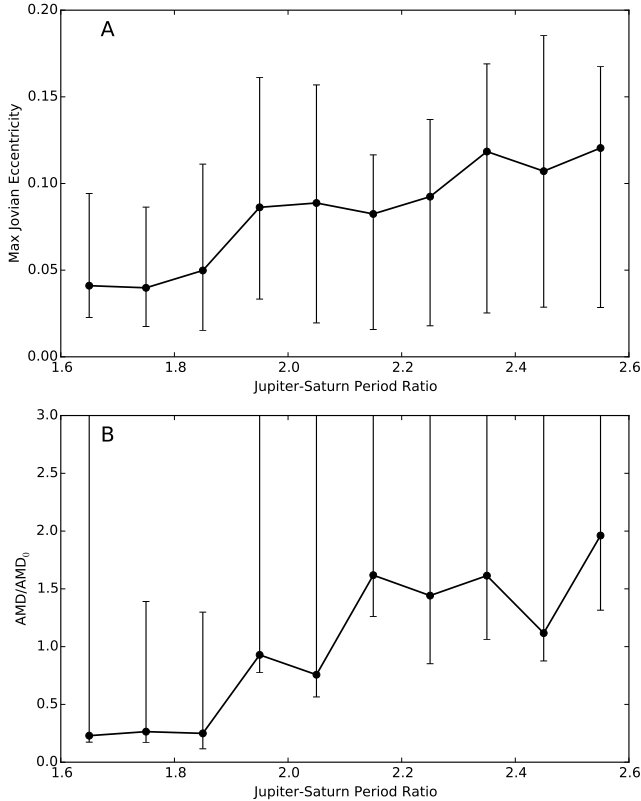 A
0.20
0.15
0.10
0.05
0.00
Max Jovian Eccentricity
1.6 1.8 2.0 2.2 2.4 2.6
Jupiter-Saturn Period Ratio
B
3.0
2.5
2.0
1.5
1.0
0.5
0.0
AMD/AMD₀
1.6 1.8 2.0 2.2 2.4 2.6
Jupiter-Saturn Period Ratio